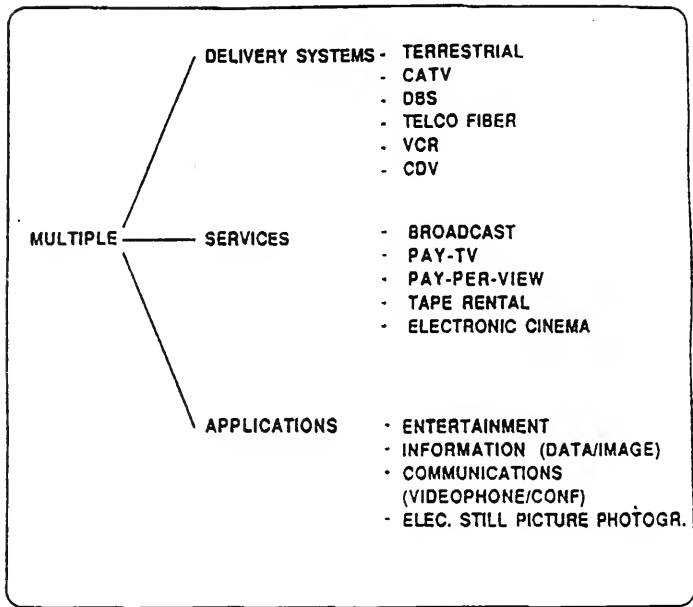 DELIVERY SYSTEMS - TERRESTRIAL
- CATV
- DBS
- TELCO FIBER
- VCR
- CDV
MULTIPLE SERVICES - BROADCAST
- PAY-TV
- PAY-PER-VIEW
- TAPE RENTAL
- ELECTRONIC CINEMA
APPLICATIONS - ENTERTAINMENT
- INFORMATION (DATA/IMAGE)
- COMMUNICATIONS
(VIDEOPHONE/CONF)
- ELEC. STILL PICTURE PHOTOGR.